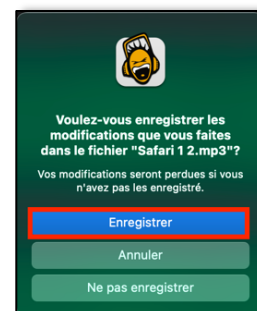 Voulez-vous enregistrer les
modifications que vous faites
dans le fichier "Safari 1 2.mp3"?
Vos modifications seront perdues si vous
n'avez pas les enregistré.
Enregistrer
Annuler
Ne pas enregistrer